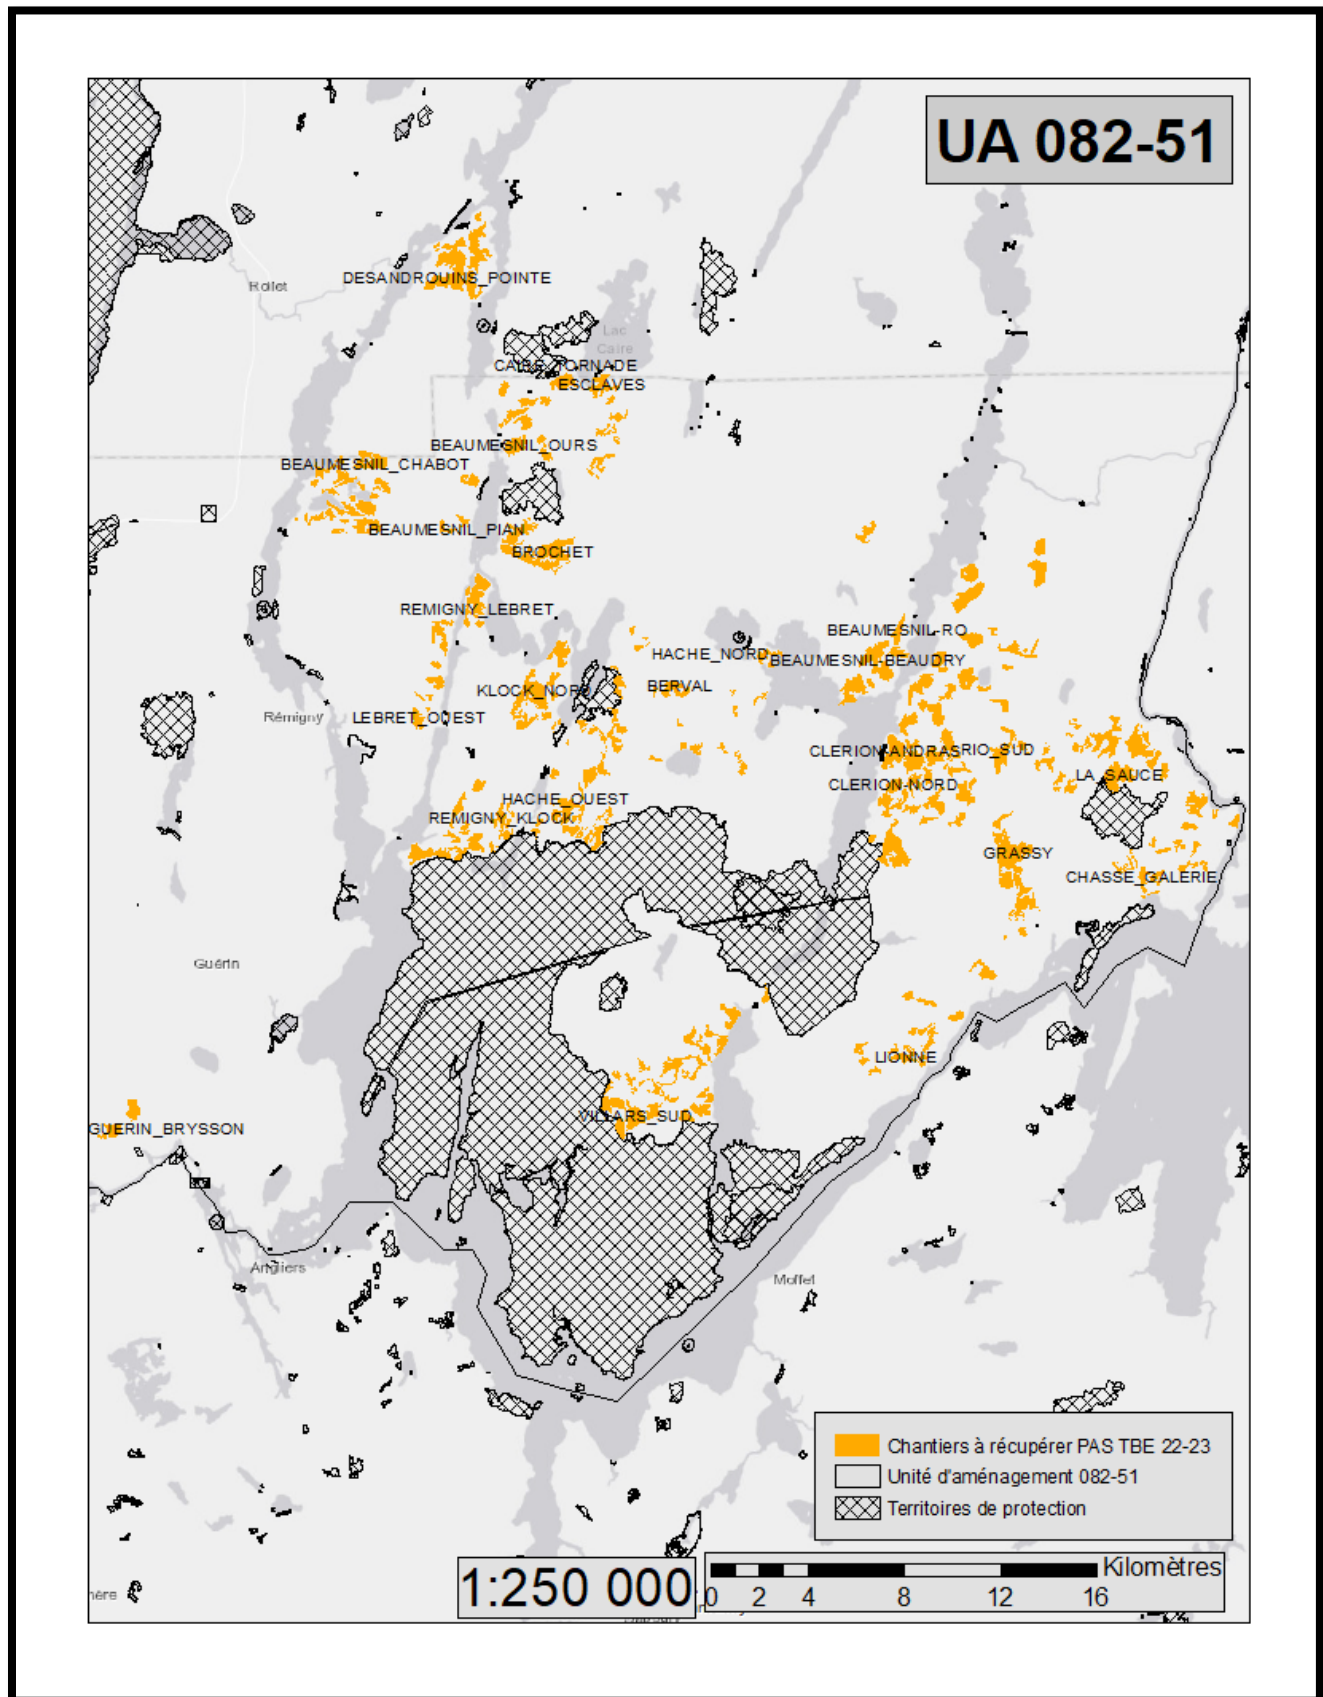 UA 082-51
Rollet
DESANDROUINS_POINTE
Lac
Caire
CAIRE_TORNADE
ESCLAVES
BEAUMESNIL_OURS
BEAUMESNIL_CHABOT
BEAUMESNIL_PIAN
BROCHET
REMIGNY_LEBRET
BEAUMESNIL-RO
HACHE_NORD
BEAUMESNIL-BEAUDRY
KLOCK_NORD
BERVAL
Rémigny
LEBRET_OUEST
CLERION-ANDRAS
RIO_SUD
LA_SAUCE
CLERION-NORD
HACHE_OUEST
REMIGNY_KLOCK
GRASSY
CHASSE_GALERIE
Guérin
LIONNE
VILLARS_SUD
GUERIN_BRYSSON
Angliers
Moffet
Chantiers à récupérer PAS TBE 22-23
Unité d'aménagement 082-51
Territoires de protection
1:250 000
Kilomètres
0 2 4 8 12 16